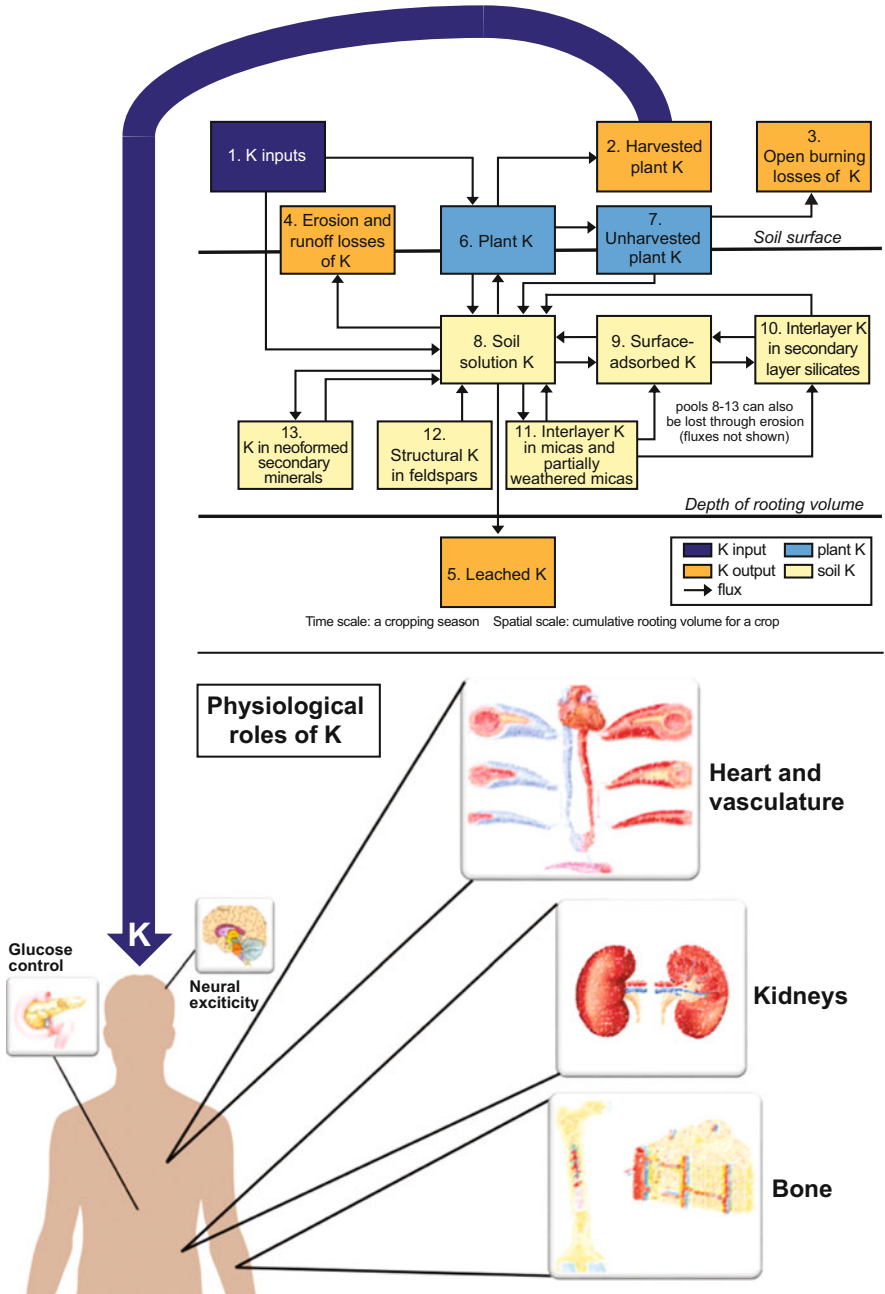 1. K inputs
2. Harvested
plant K
3.
Open burning
losses of K
4. Erosion and
runoff losses
of K
6. Plant K
7.
Unharvested
plant K
Soil surface
8. Soil
solution K
9. Surface-
adsorbed K
10. Interlayer K
in secondary
layer silicates
pools 8-13 can also
be lost through erosion
(fluxes not shown)
13.
K in neoformed
secondary
minerals
12.
Structural K
in feldspars
11. Interlayer K
in micas and
partially
weathered micas
Depth of rooting volume
5. Leached K
K input
plant K
K output
soil K
flux
Time scale: a cropping season
Spatial scale: cumulative rooting volume for a crop
Physiological
roles of K
Heart and
vasculature
K
Glucose
control
Neural
exciticity
Kidneys
Bone